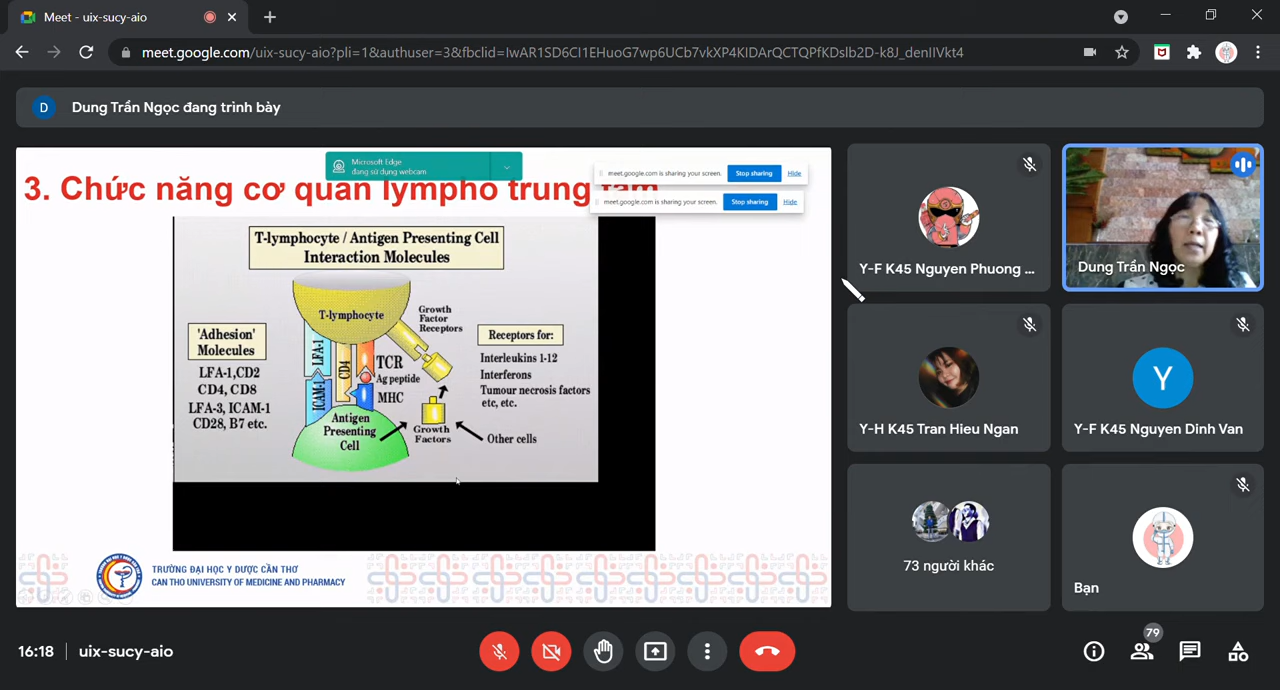 Meet - uix-sucy-aio
meet.google.com/uix-sucy-aio?pli=1&authuser=3&fbclid=IwAR1SD6CI1EHuoG7wp6UCb7vkXP4KIDArQCTQPfKDslb2D-k8J_denIIVkt4
D
Dung Trần Ngọc đang trình bày
Microsoft Edge
đang sử dụng webcam
meet.google.com is sharing your screen.
Stop sharing
Hide
meet.google.com is sharing your screen.
Stop sharing
Hide
3. Chức năng cơ quan lympho trung tâm
T-lymphocyte / Antigen Presenting Cell
Interaction Molecules
T-lymphocyte
Growth
Factor
Receptors
'Adhesion'
Molecules
LFA-1,CD2
CD4, CD8
LFA-3, ICAM-1
CD28, B7 etc.
LFA-1
ICAM-1
CD4
TCR
Ag peptide
MHC
Antigen
Presenting
Cell
Growth
Factors
Receptors for:
Interleukins 1-12
Interferons
Tumour necrosis factors
etc, etc.
Other cells
TRƯỜNG ĐẠI HỌC Y DƯỢC CẦN THƠ
CAN THO UNIVERSITY OF MEDICINE AND PHARMACY
Y-F K45 Nguyen Phuong ...
Dung Trần Ngọc
Y-H K45 Tran Hieu Ngan
Y
Y-F K45 Nguyen Dinh Van
73 người khác
Bạn
16:18
uix-sucy-aio
79